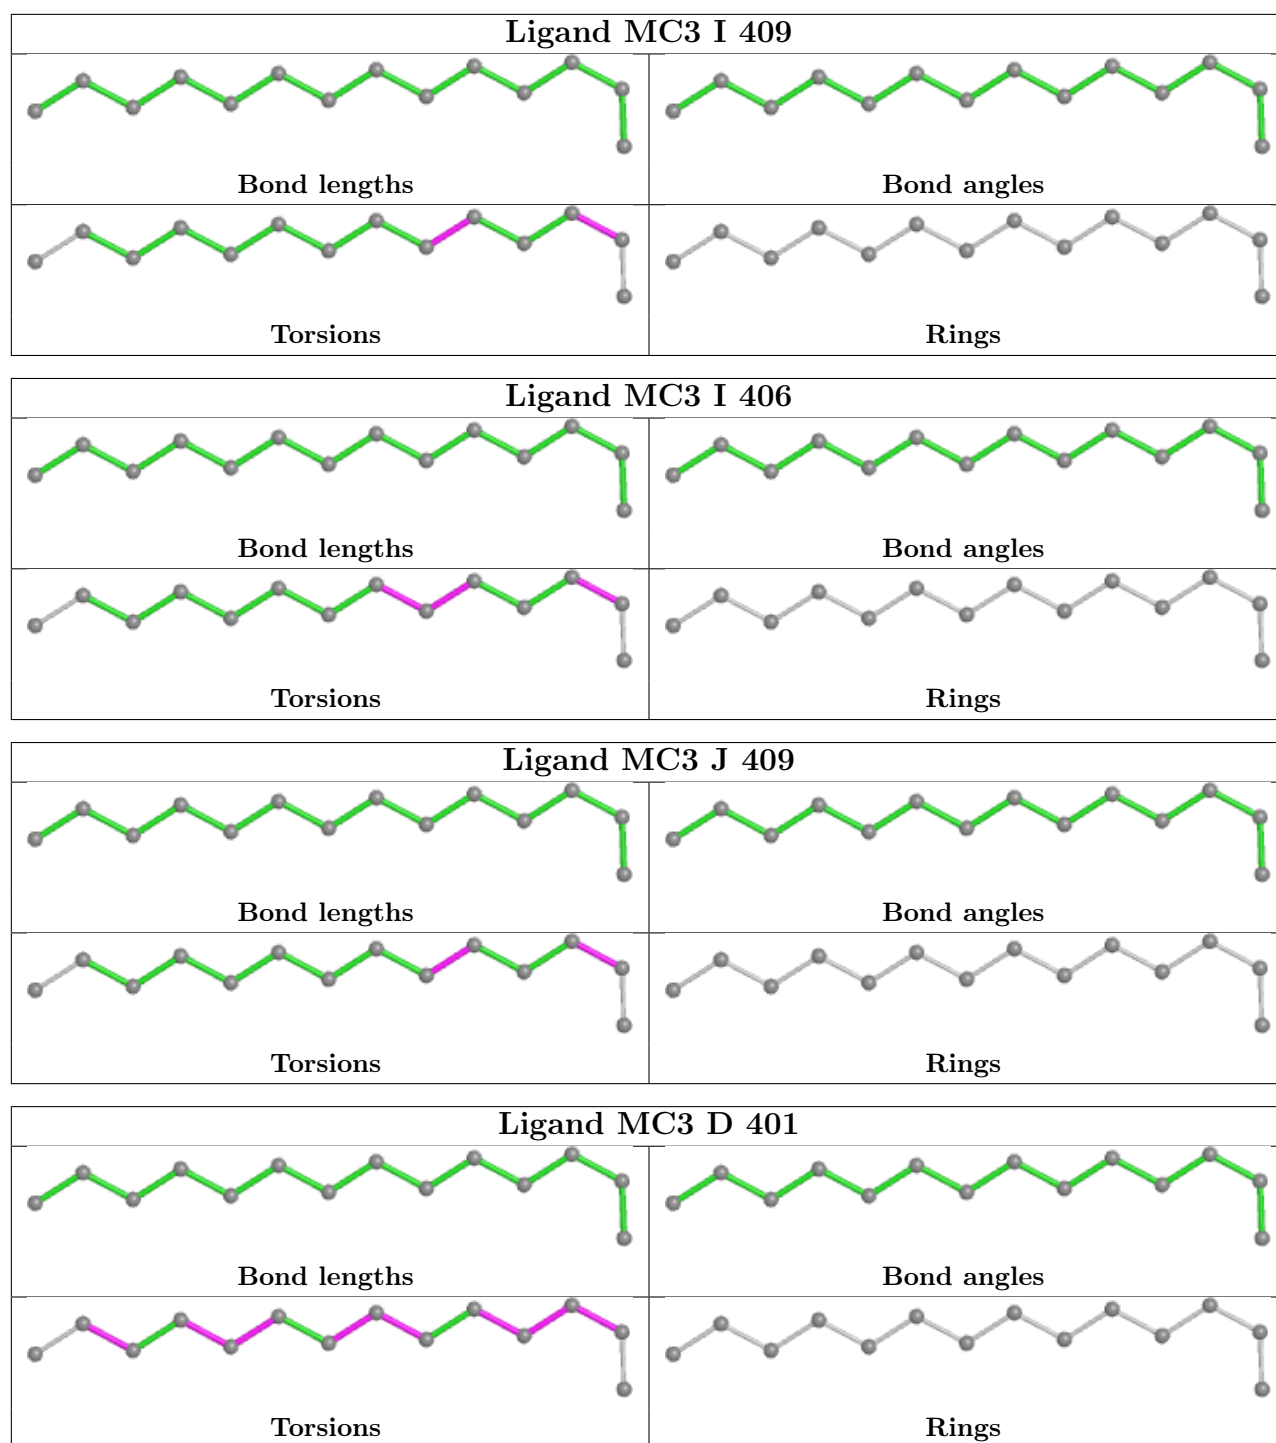 Ligand MC3 I 409
Bond lengths
Bond angles
Torsions
Rings
Ligand MC3 I 406
Bond lengths
Bond angles
Torsions
Rings
Ligand MC3 J 409
Bond lengths
Bond angles
Torsions
Rings
Ligand MC3 D 401
Bond lengths
Bond angles
Torsions
Rings